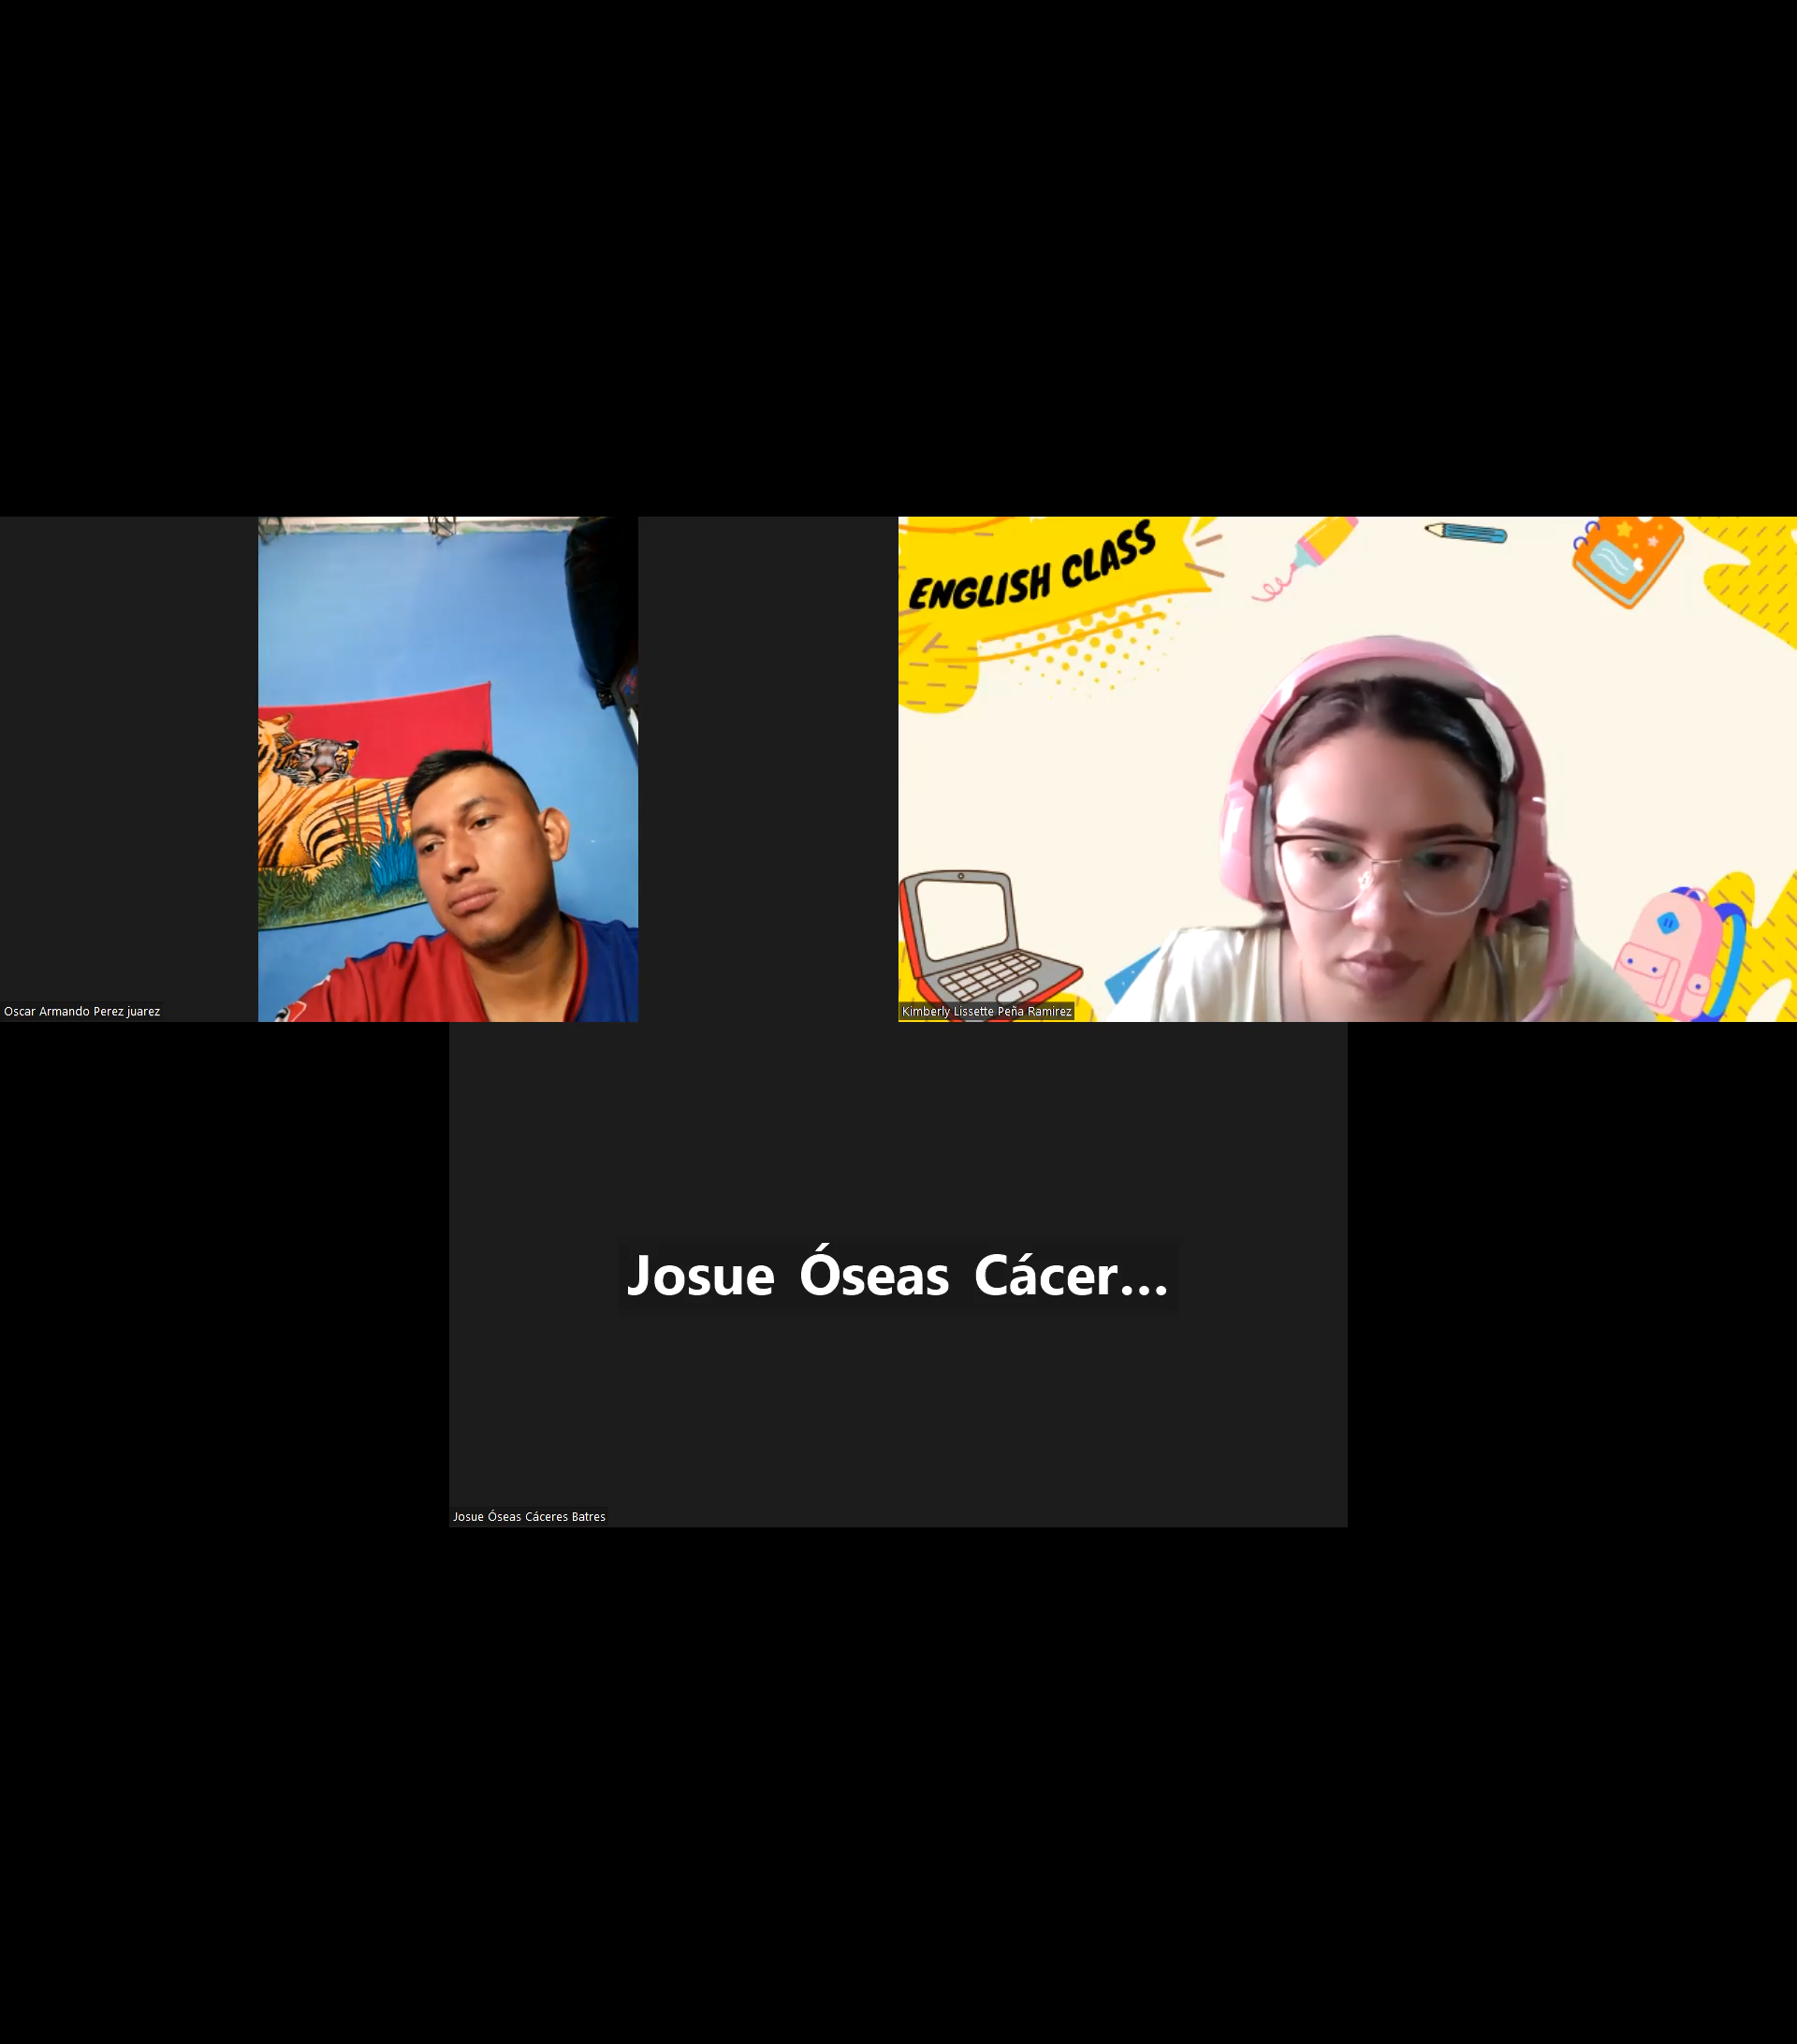 ENGLISH CLASS
Oscar Armando Perez juarez
Kimberly Lissette Peña Ramirez
Josue Óseas Cácer...
Josue Óseas Cáceres Batres